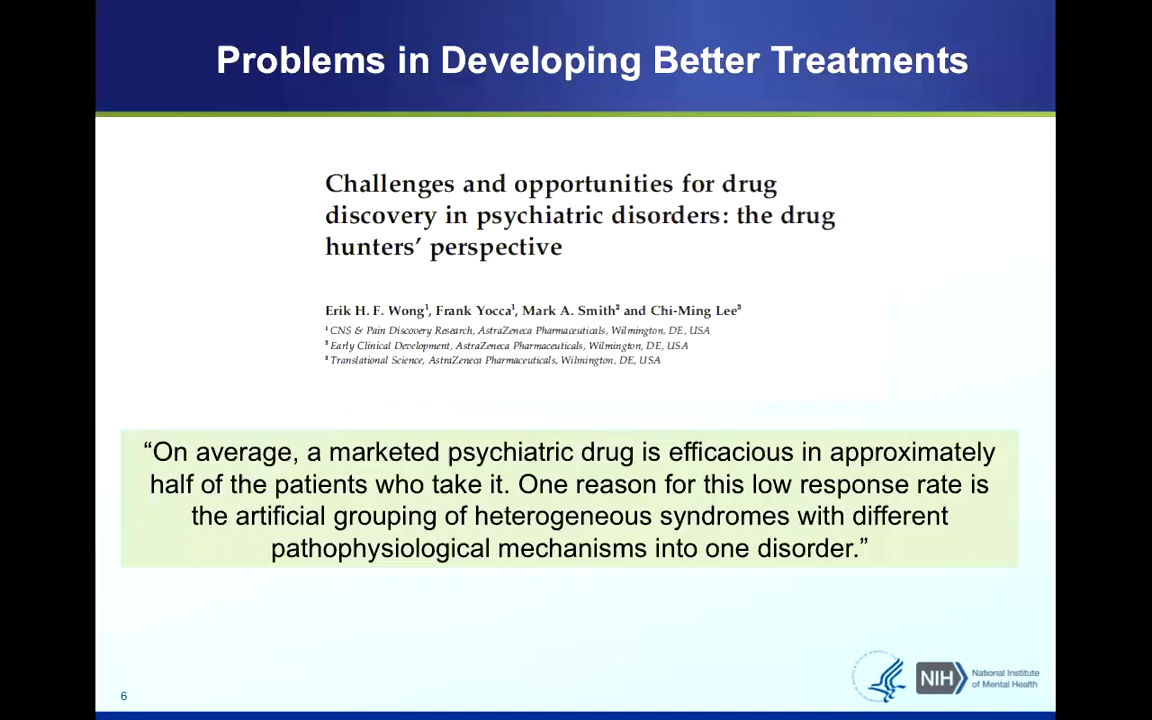 Problems in Developing Better Treatments
Challenges and opportunities for drug
discovery in psychiatric disorders: the drug
hunters’ perspective
Erik H. F. Wong¹, Frank Yocca¹, Mark A. Smith² and Chi-Ming Lee³
¹ CNS & Pain Discovery Research, AstraZeneca Pharmaceuticals, Wilmington, DE, USA
² Early Clinical Development, AstraZeneca Pharmaceuticals, Wilmington, DE, USA
³ Translational Science, AstraZeneca Pharmaceuticals, Wilmington, DE, USA
“On average, a marketed psychiatric drug is efficacious in approximately
half of the patients who take it. One reason for this low response rate is
the artificial grouping of heterogeneous syndromes with different
pathophysiological mechanisms into one disorder.”
6
NIH
National Institute
of Mental Health